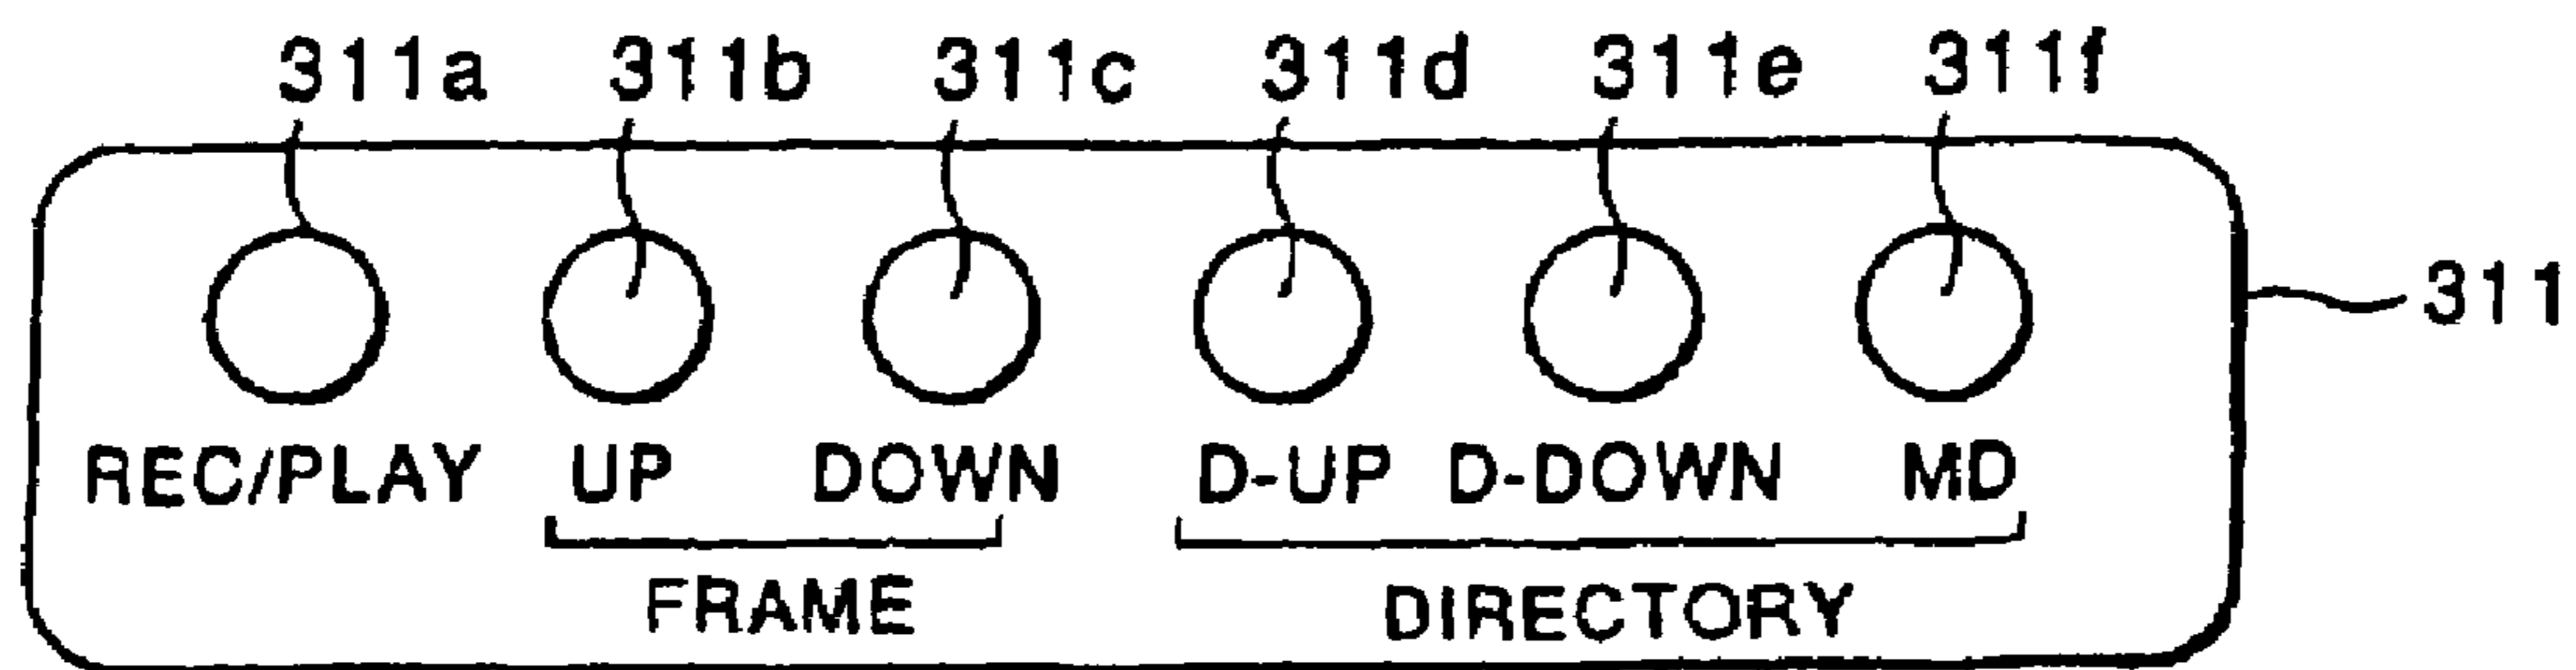 311a 311b 311c 311d 311e 311f
311
REC/PLAY UP DOWN D-UP D-DOWN MD
FRAME DIRECTORY